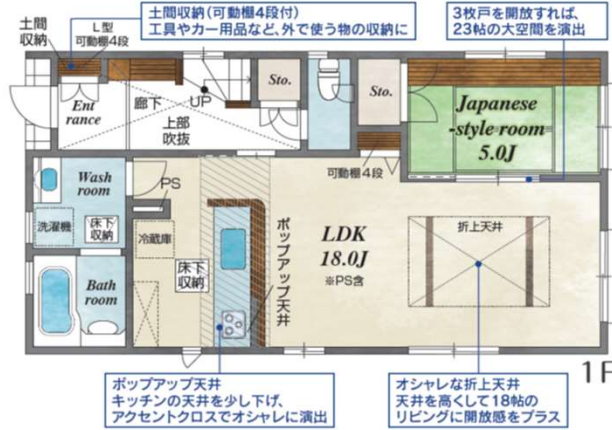 土間収納(可動棚4段付)
工具やカー用品など、外で使う物の収納に
3枚戸を開放すれば、
23帖の大空間を演出
土間
収納
L型
可動棚4段
Ent
rance
廊下
UP
上部
吹抜
Sto.
Sto.
Japanese
-style room
5.0J
可動棚4段
Wash
room
洗濯機
床下
収納
PS
冷蔵庫
床下
収納
ポップアップ天井
LDK
18.0J
※PS含
折上天井
Bath
room
1F
ポップアップ天井
キッチンの天井を少し下げ、
アクセントクロスでオシャレに演出
オシャレな折上天井
天井を高くして18帖の
リビングに開放感をプラス